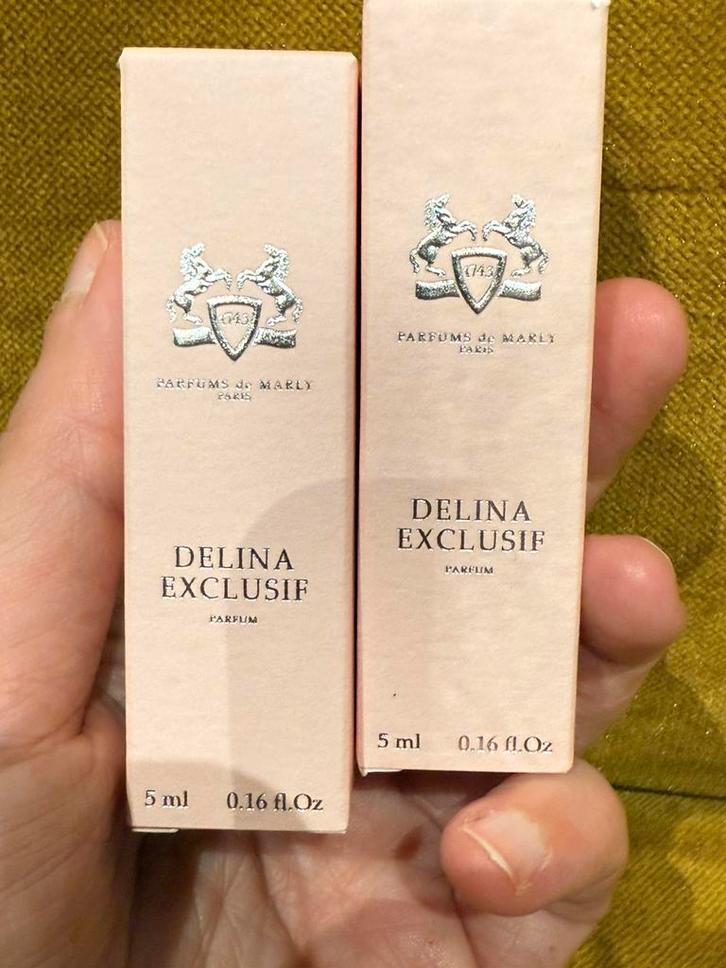 1743
PARFUMS de MARLY
PARIS
DELINA
EXCLUSIF
PARFUM
5 ml 0.16 fl.Oz
1743
PARFUMS de MARLY
PARIS
DELINA
EXCLUSIF
PARFUM
5 ml 0.16 fl.Oz